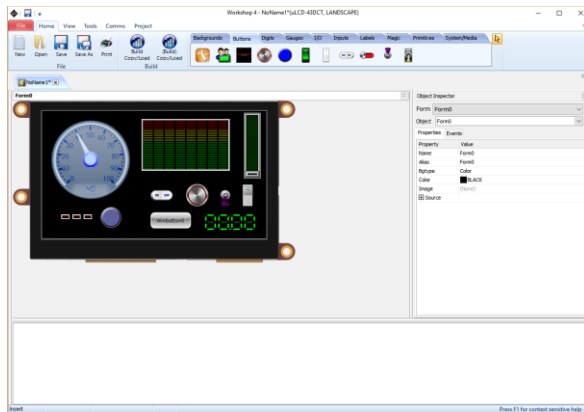 Workshop 4 - NoName1*(uLCD-43DCT, LANDSCAPE)
File Home View Tools Comms Project
New Open Save Save As Print
Build Copy/Load
(Build) Copy/Load
File Build
Backgrounds Buttons Digits Gauges I/O Inputs Labels Magic Primitives System/Media
NoName1*
Form0
50
100
Winbutton0
Object Inspector
Form Form0
Object Form0
Properties Events
Property Value
Name Form0
Alias Form0
Bgtype Color
Color BLACK
Image (None)
Source
Insert
Press F1 for context sensitive help